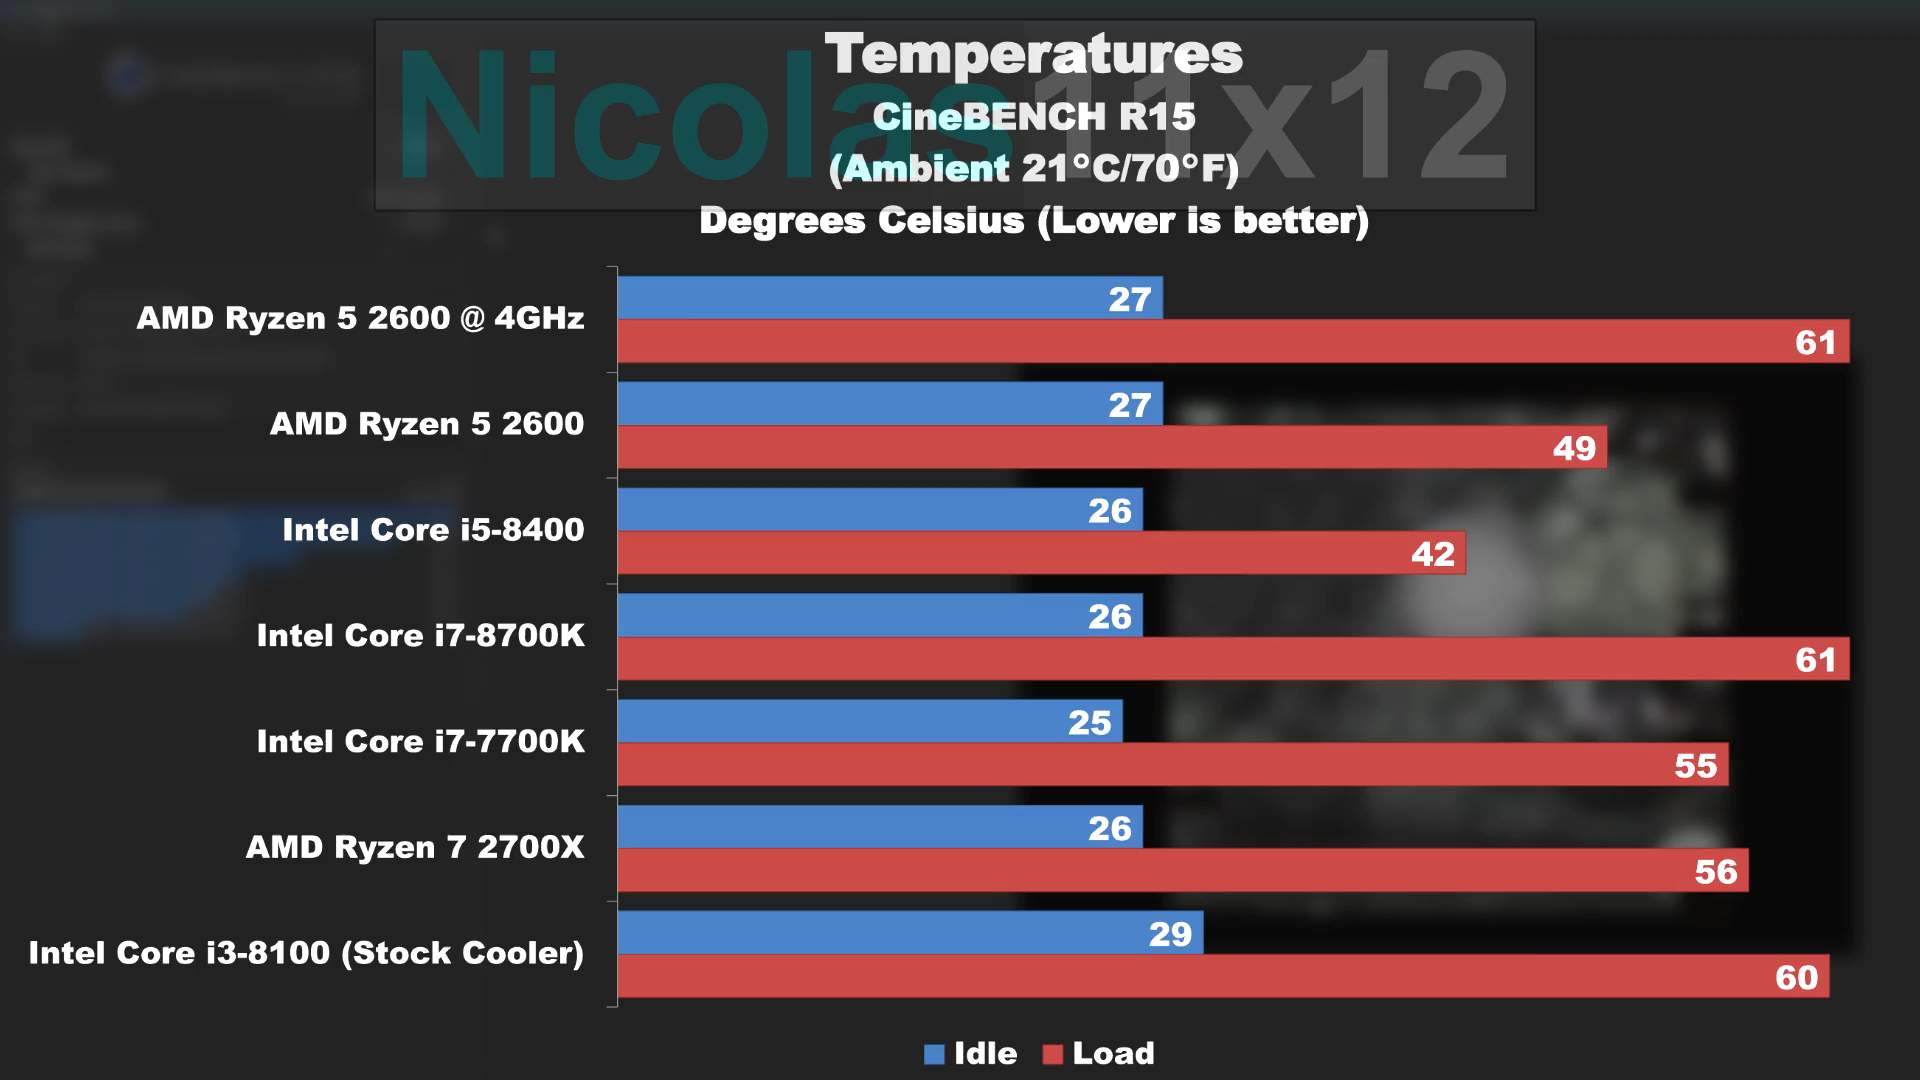 Nicolas11x12
Temperatures
CineBENCH R15
(Ambient 21°C/70°F)
Degrees Celsius (Lower is better)
AMD Ryzen 5 2600 @ 4GHz
27
61
AMD Ryzen 5 2600
27
49
Intel Core i5-8400
26
42
Intel Core i7-8700K
26
61
Intel Core i7-7700K
25
55
AMD Ryzen 7 2700X
26
56
Intel Core i3-8100 (Stock Cooler)
29
60
Idle Load